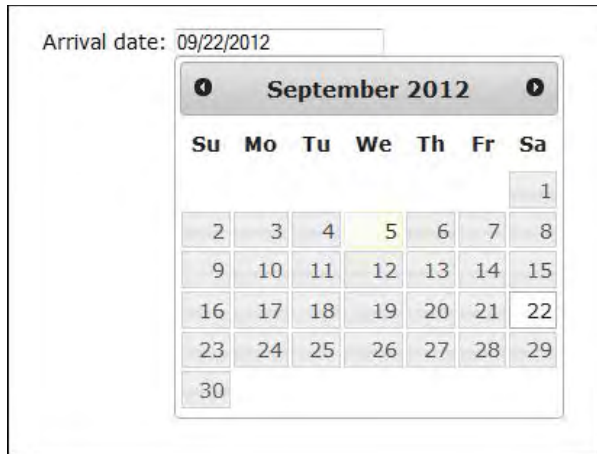 Arrival date: 09/22/2012
September 2012
Su Mo Tu We Th Fr Sa
1
2 3 4 5 6 7 8
9 10 11 12 13 14 15
16 17 18 19 20 21 22
23 24 25 26 27 28 29
30